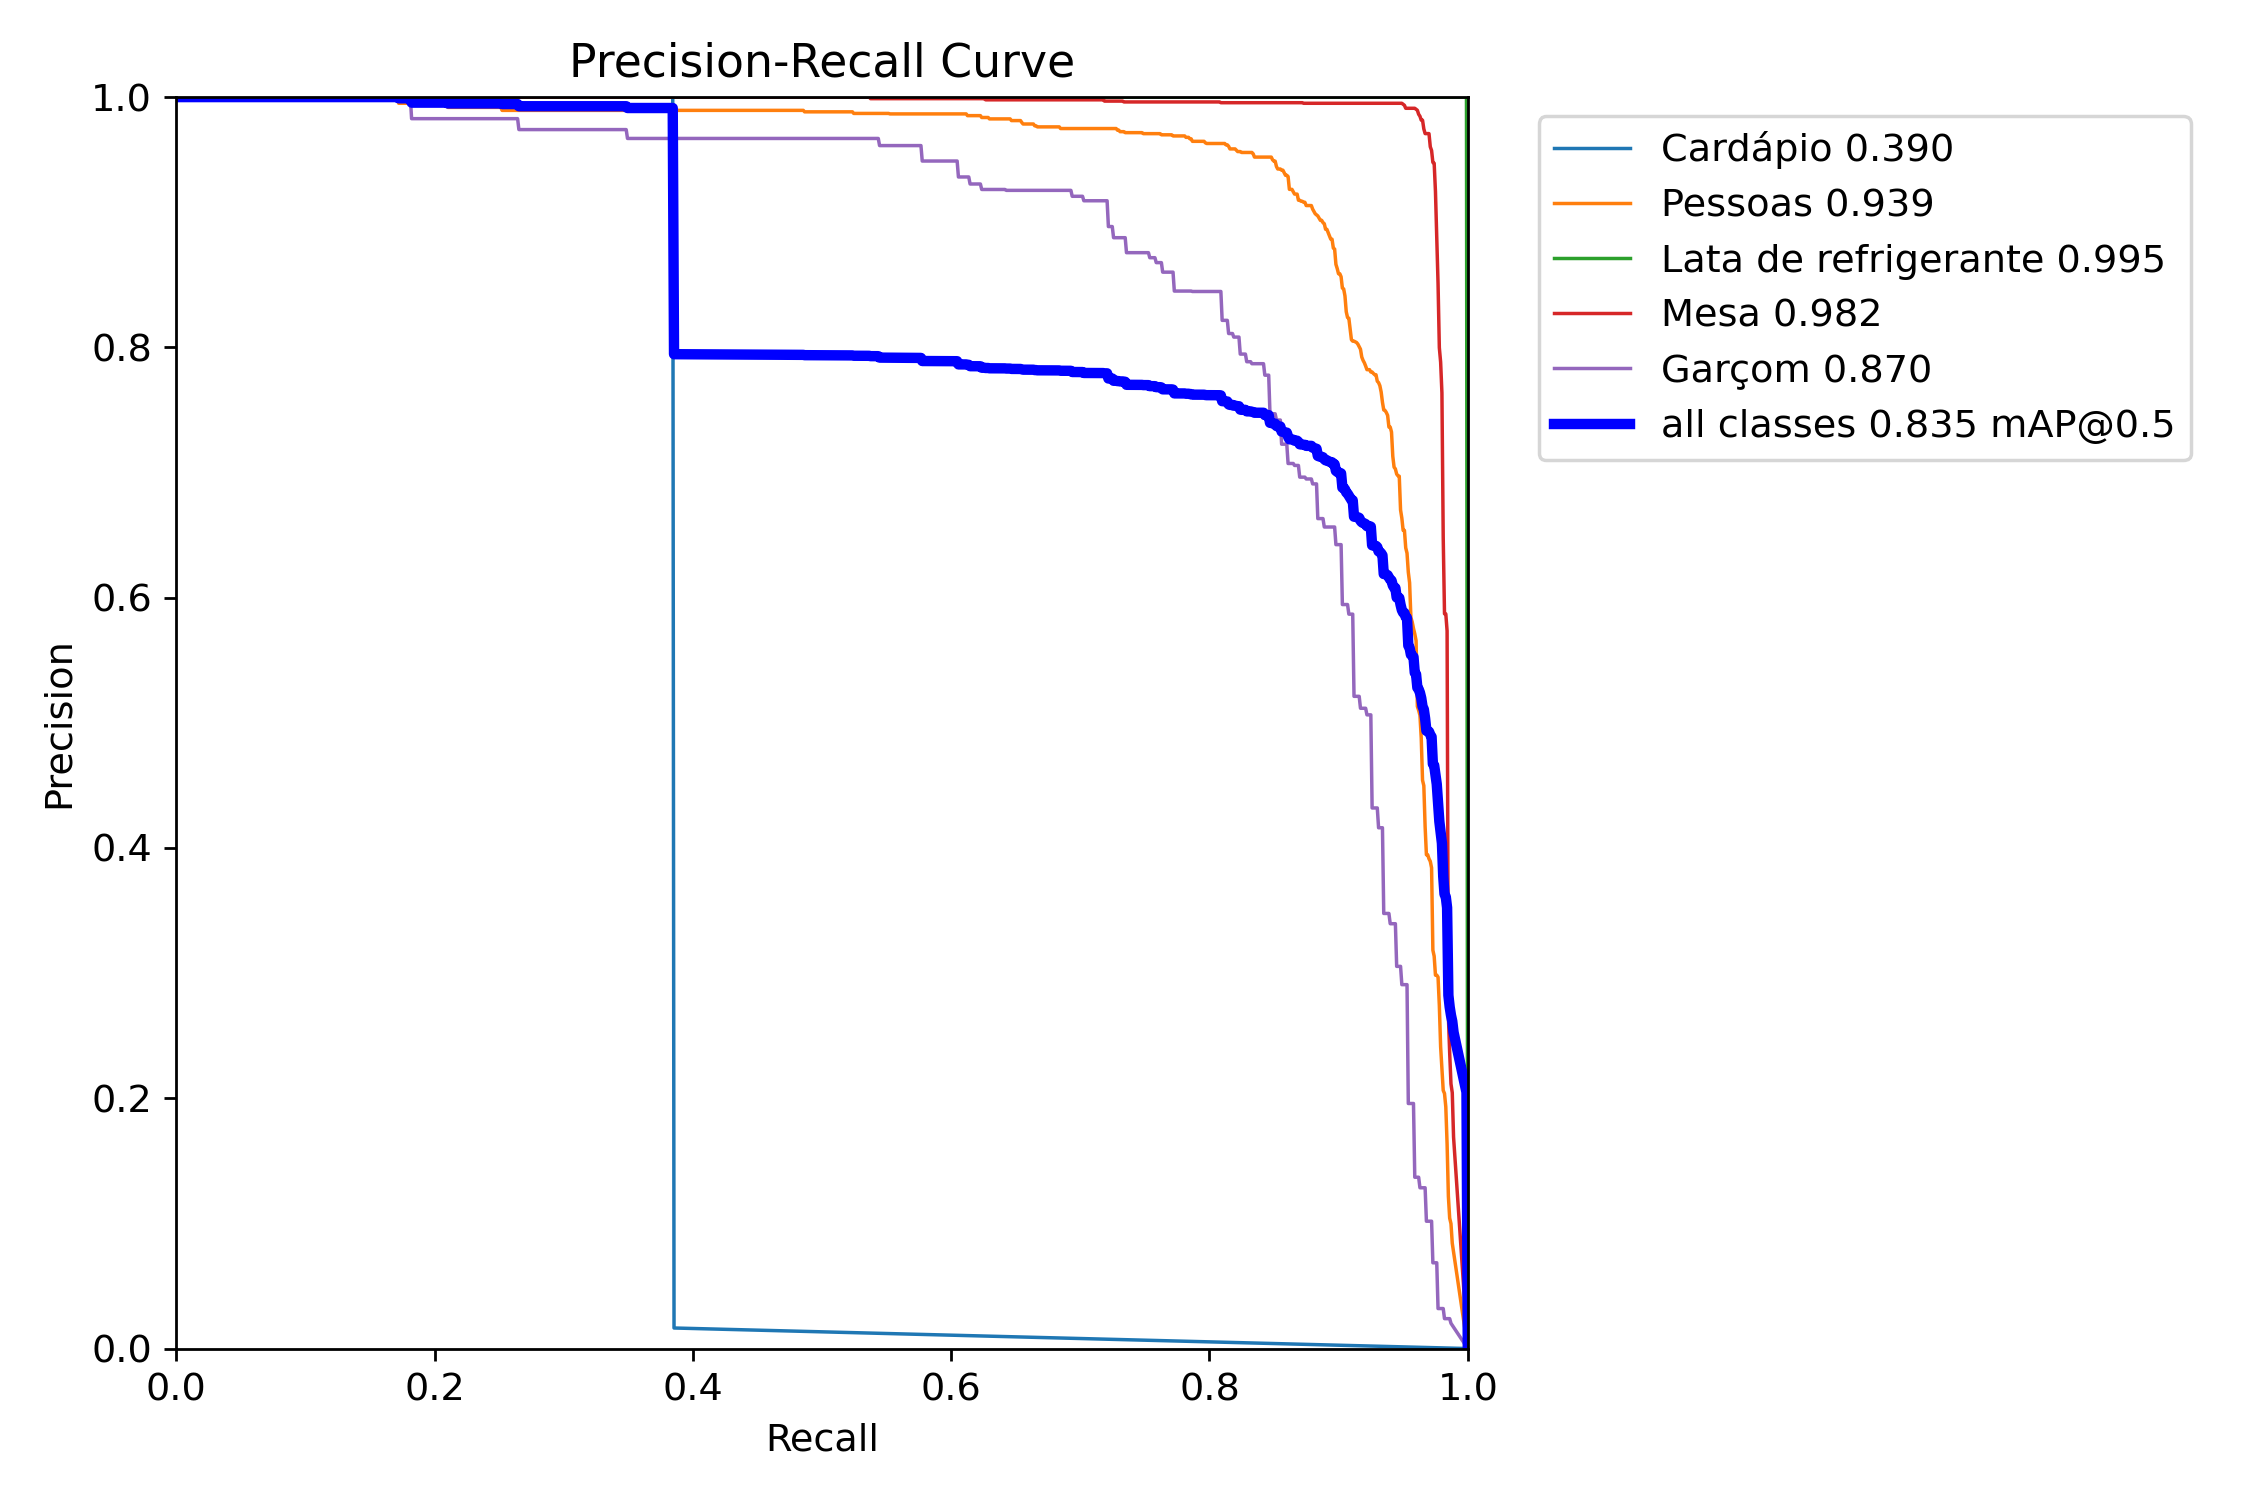 Precision-Recall Curve
1.0
0.8
0.6
0.4
0.2
0.0
Precision
0.0 0.2 0.4 0.6 0.8 1.0
Recall
Cardápio 0.390
Pessoas 0.939
Lata de refrigerante 0.995
Mesa 0.982
Garçom 0.870
all classes 0.835 mAP@0.5